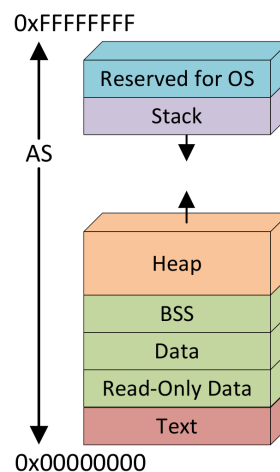 0xFFFFFFFF
Reserved for OS
Stack
AS
Heap
BSS
Data
Read-Only Data
Text
0x00000000